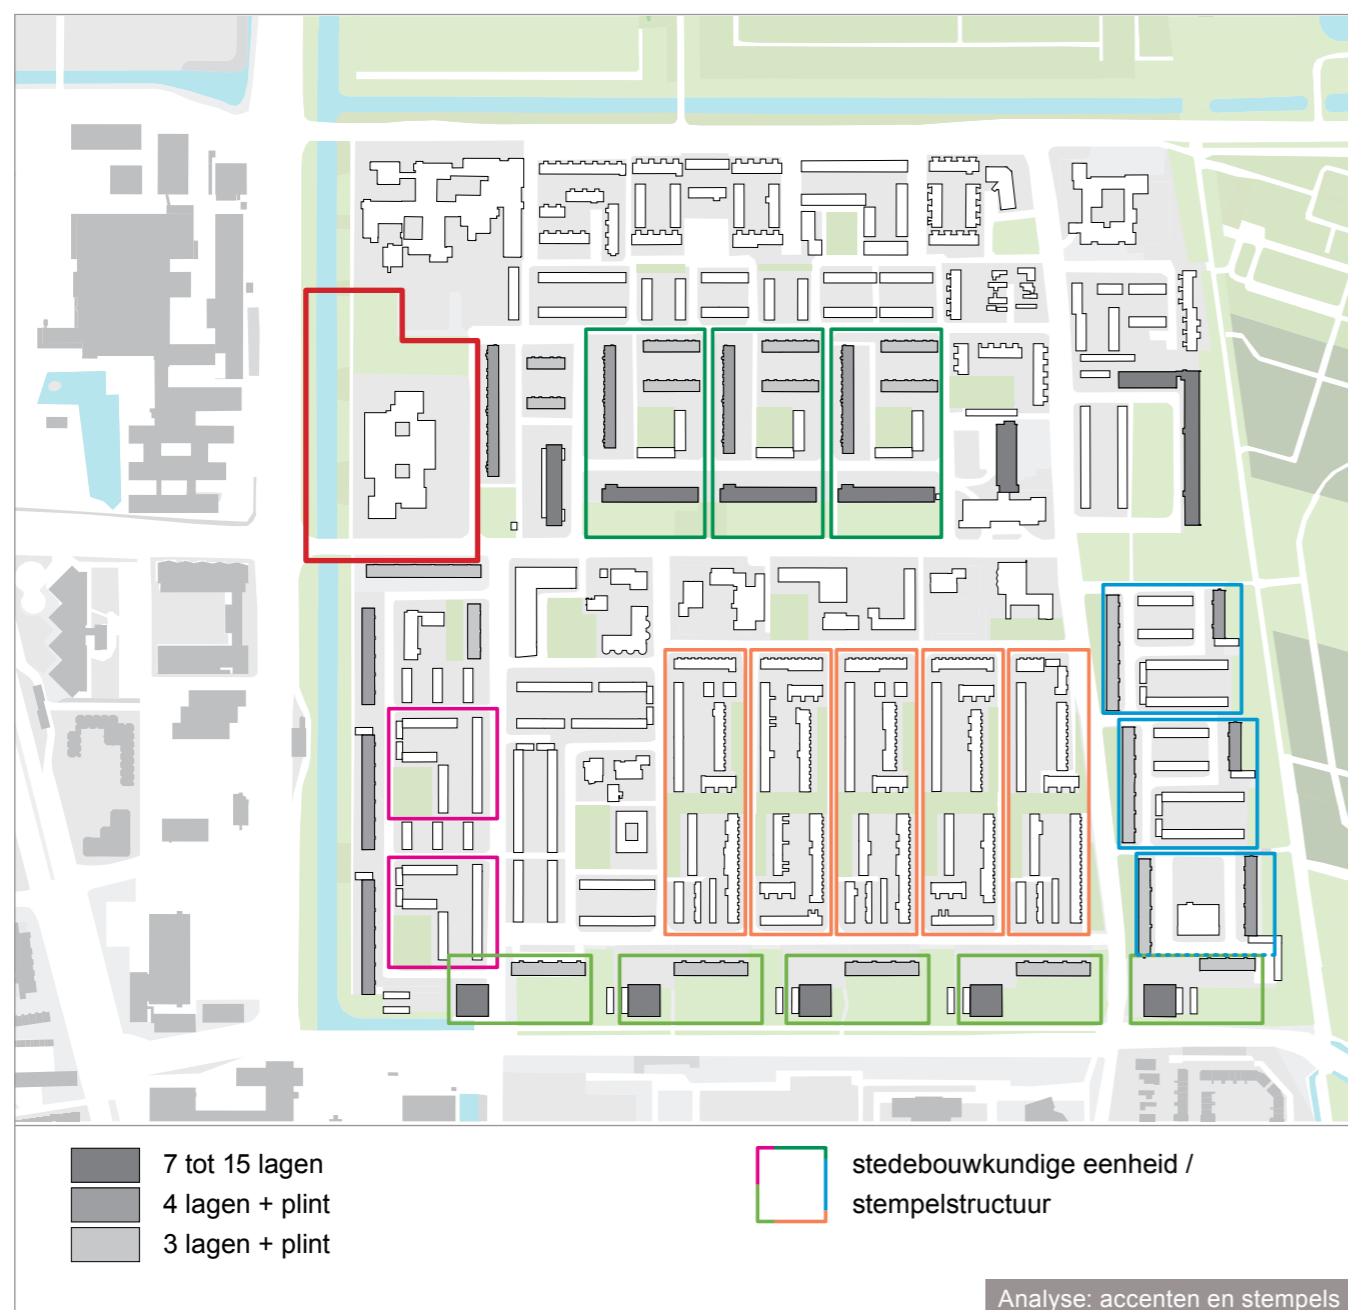 7 tot 15 lagen
4 lagen + plint
3 lagen + plint
stedebouwkundige eenheid /
stempelstructuur
Analyse: accenten en stempels